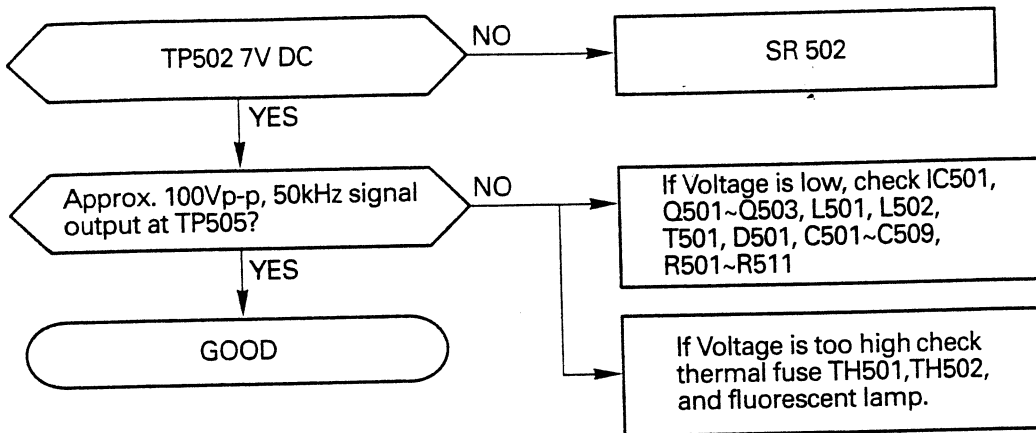 TP502 7V DC
NO
SR 502
YES
Approx. 100Vp-p, 50kHz signal
output at TP505?
NO
If Voltage is low, check IC501,
Q501~Q503, L501, L502,
T501, D501, C501~C509,
R501~R511
YES
GOOD
If Voltage is too high check
thermal fuse TH501,TH502,
and fluorescent lamp.